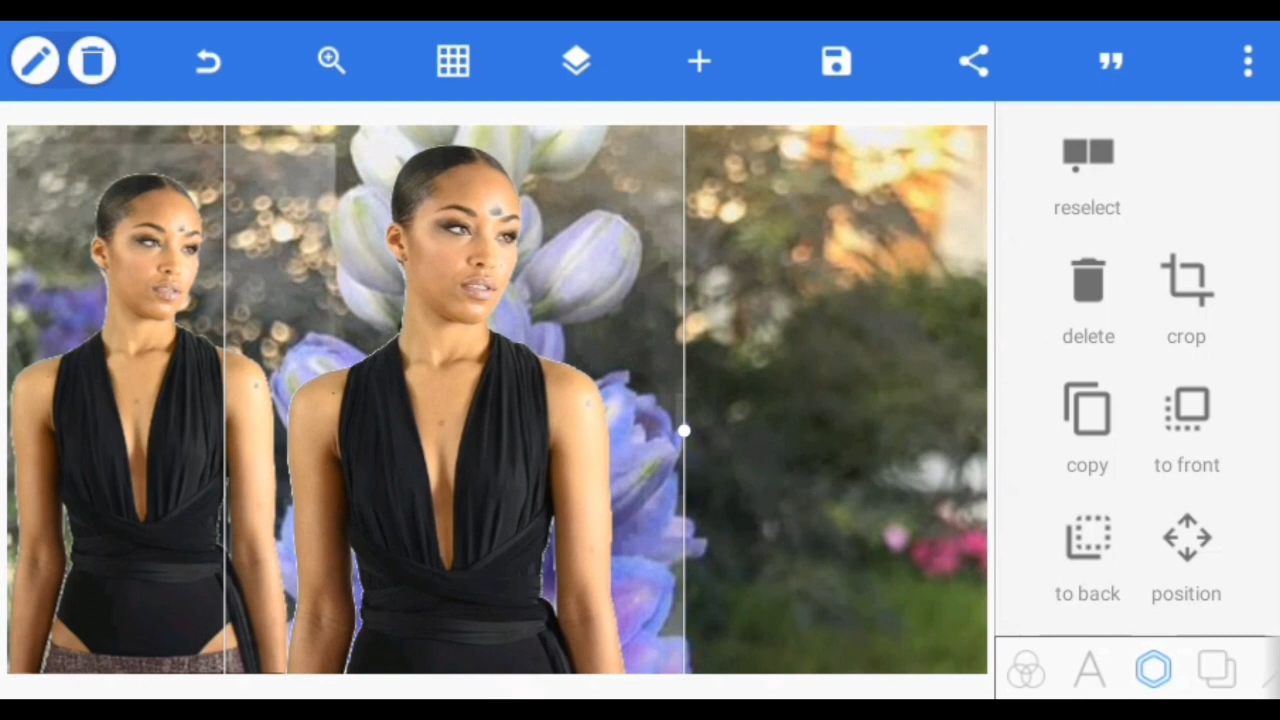 reselect
delete crop
copy to front
to back position
A